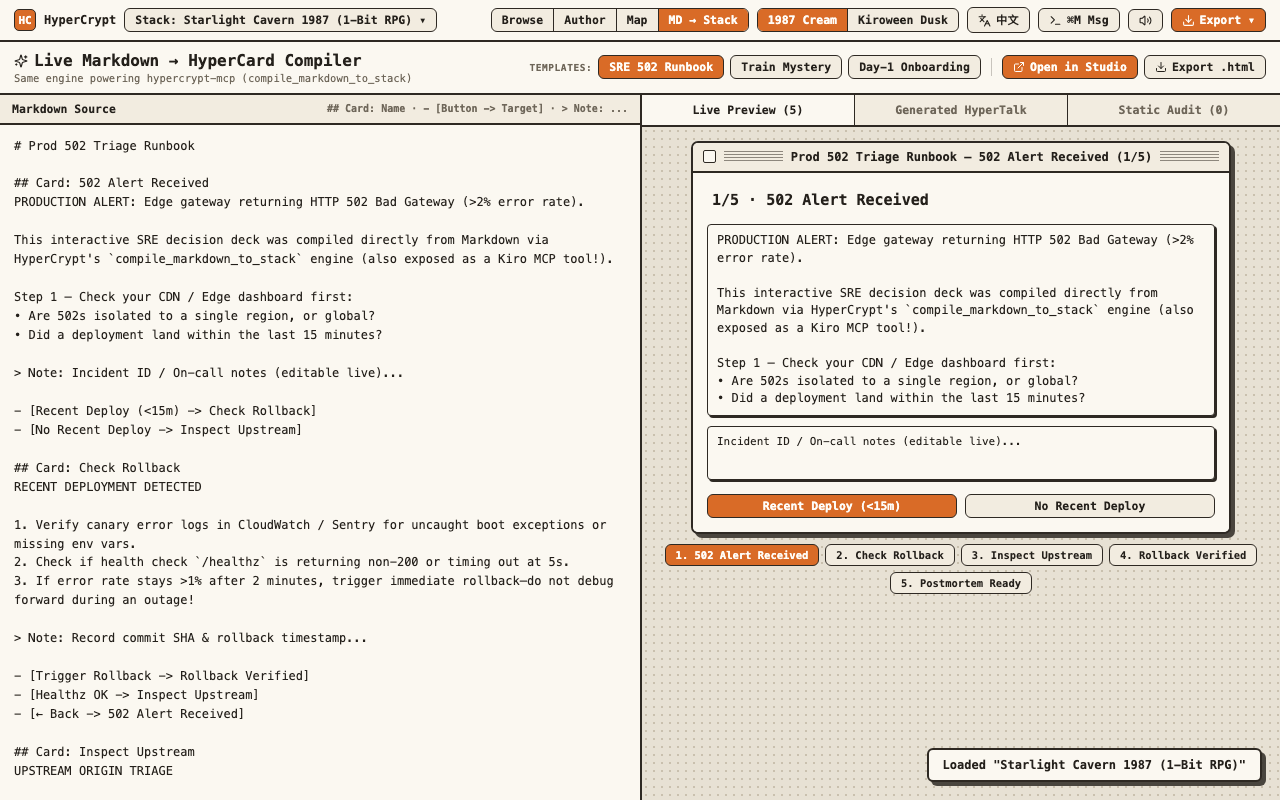 HC HyperCrypt Stack: Starlight Cavern 1987 (1-Bit RPG) ▾ Browse Author Map MD → Stack 1987 Cream Kiroween Dusk 中文 ⌘M Msg Export ▾
Live Markdown → HyperCard Compiler
Same engine powering hypercrypt-mcp (compile_markdown_to_stack)
TEMPLATES: SRE 502 Runbook Train Mystery Day-1 Onboarding Open in Studio Export .html
Markdown Source ## Card: Name · - [Button -> Target] · > Note: ...
# Prod 502 Triage Runbook
## Card: 502 Alert Received
PRODUCTION ALERT: Edge gateway returning HTTP 502 Bad Gateway (>2% error rate).
This interactive SRE decision deck was compiled directly from Markdown via
HyperCrypt's `compile_markdown_to_stack` engine (also exposed as a Kiro MCP tool!).
Step 1 — Check your CDN / Edge dashboard first:
• Are 502s isolated to a single region, or global?
• Did a deployment land within the last 15 minutes?
> Note: Incident ID / On-call notes (editable live)...
- [Recent Deploy (<15m) -> Check Rollback]
- [No Recent Deploy -> Inspect Upstream]
## Card: Check Rollback
RECENT DEPLOYMENT DETECTED
1. Verify canary error logs in CloudWatch / Sentry for uncaught boot exceptions or
missing env vars.
2. Check if health check `/healthz` is returning non-200 or timing out at 5s.
3. If error rate stays >1% after 2 minutes, trigger immediate rollback—do not debug
forward during an outage!
> Note: Record commit SHA & rollback timestamp...
- [Trigger Rollback -> Rollback Verified]
- [Healthz OK -> Inspect Upstream]
- [← Back -> 502 Alert Received]
## Card: Inspect Upstream
UPSTREAM ORIGIN TRIAGE
Live Preview (5) Generated HyperTalk Static Audit (0)
Prod 502 Triage Runbook — 502 Alert Received (1/5)
1/5 · 502 Alert Received
PRODUCTION ALERT: Edge gateway returning HTTP 502 Bad Gateway (>2%
error rate).
This interactive SRE decision deck was compiled directly from
Markdown via HyperCrypt's `compile_markdown_to_stack` engine (also
exposed as a Kiro MCP tool!).
Step 1 — Check your CDN / Edge dashboard first:
• Are 502s isolated to a single region, or global?
• Did a deployment land within the last 15 minutes?
Incident ID / On-call notes (editable live)...
Recent Deploy (<15m) No Recent Deploy
1. 502 Alert Received 2. Check Rollback 3. Inspect Upstream 4. Rollback Verified
5. Postmortem Ready
Loaded "Starlight Cavern 1987 (1-Bit RPG)"